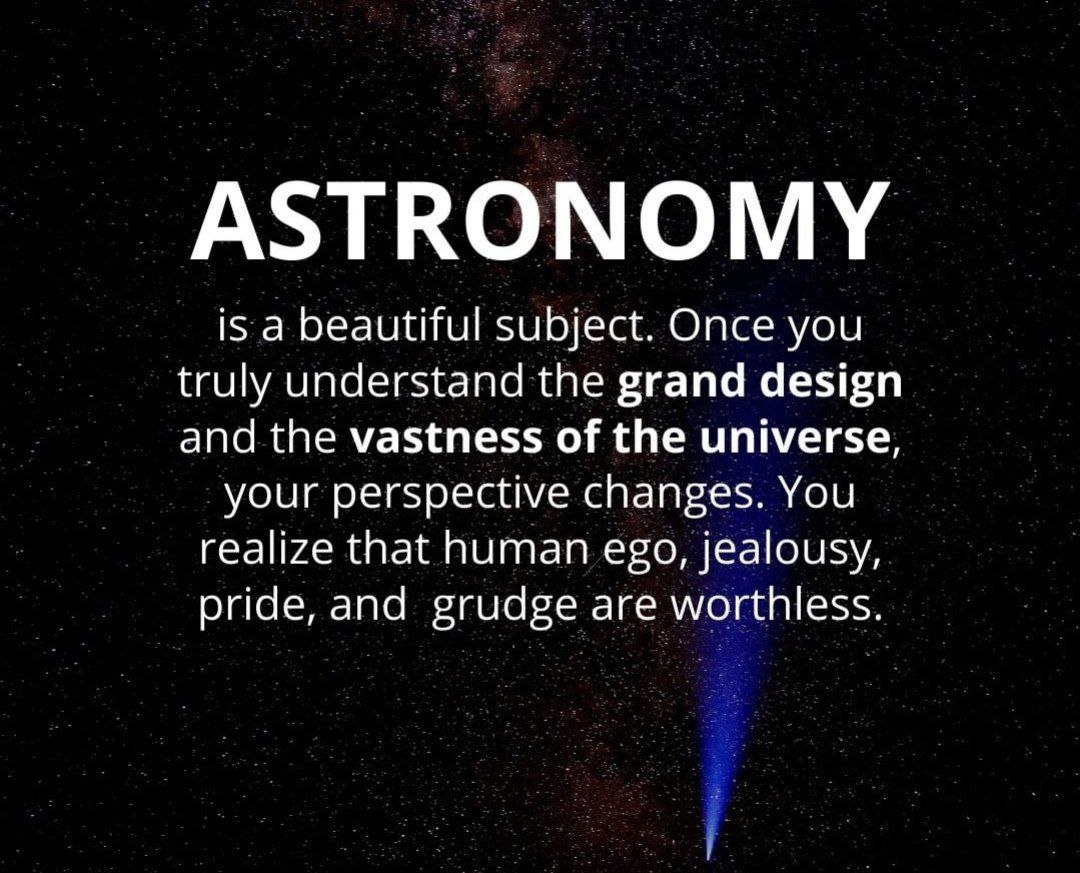 ASTRONOMY
is a beautiful subject. Once you
truly understand the grand design
and the vastness of the universe,
your perspective changes. You
realize that human ego, jealousy,
pride, and  grudge are worthless.